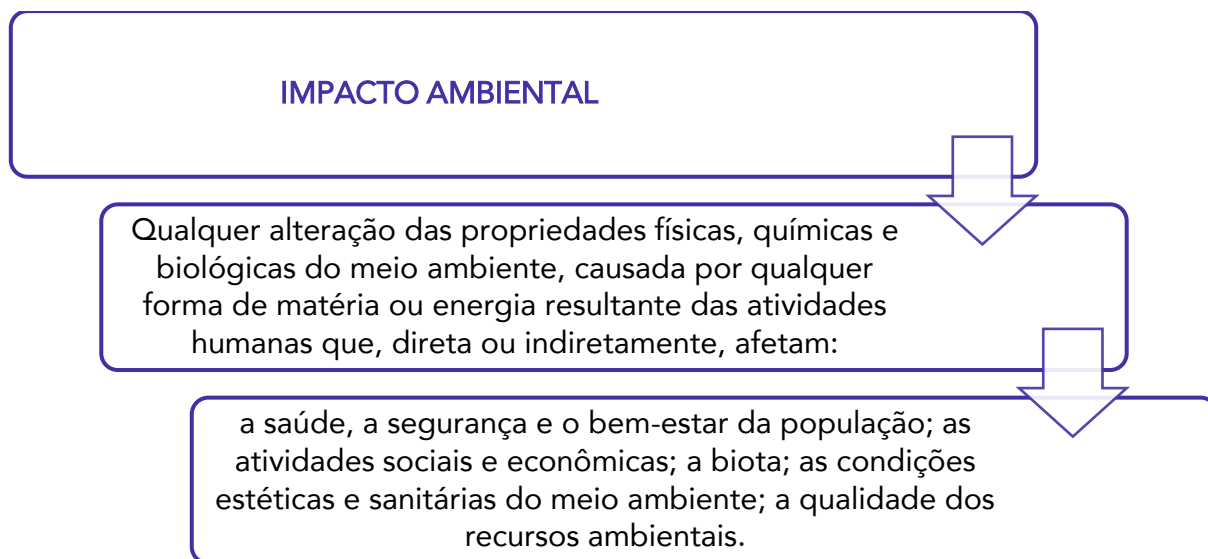 IMPACTO AMBIENTAL
Qualquer alteração das propriedades físicas, químicas e
biológicas do meio ambiente, causada por qualquer
forma de matéria ou energia resultante das atividades
humanas que, direta ou indiretamente, afetam:
a saúde, a segurança e o bem-estar da população; as
atividades sociais e econômicas; a biota; as condições
estéticas e sanitárias do meio ambiente; a qualidade dos
recursos ambientais.